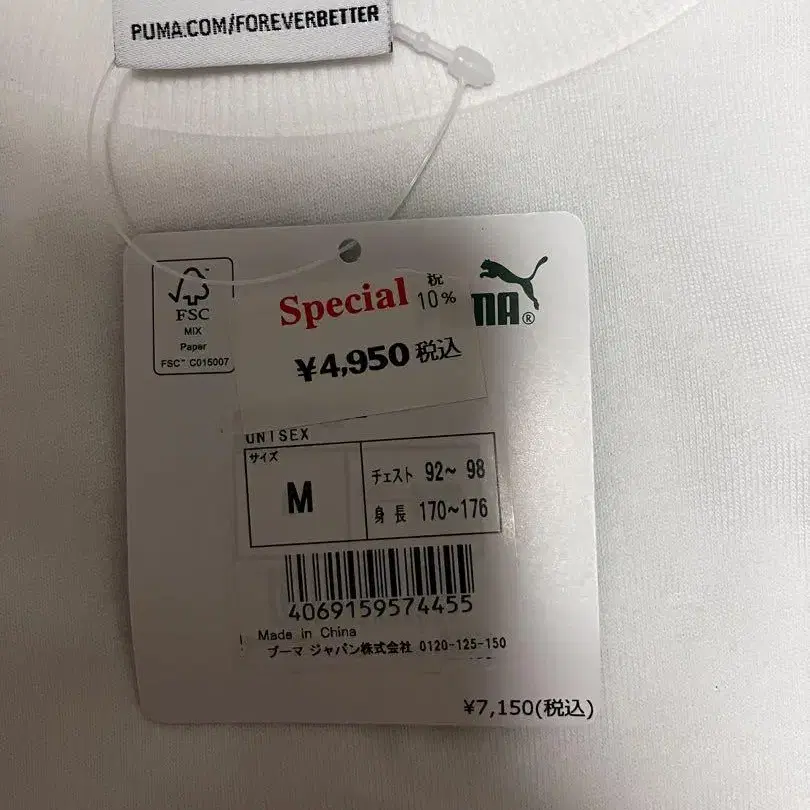 PUMA.COM/FOREVERBETTER
FSC
MIX
Paper
FSC™ C015007
Special 税
10%
¥4,950 税込
MA®
UNISEX
サイズ
M
チェスト 92~ 98
身長 170~176
4069159574455
Made in China
プーマ ジャパン株式会社 0120-125-150
¥7,150(税込)